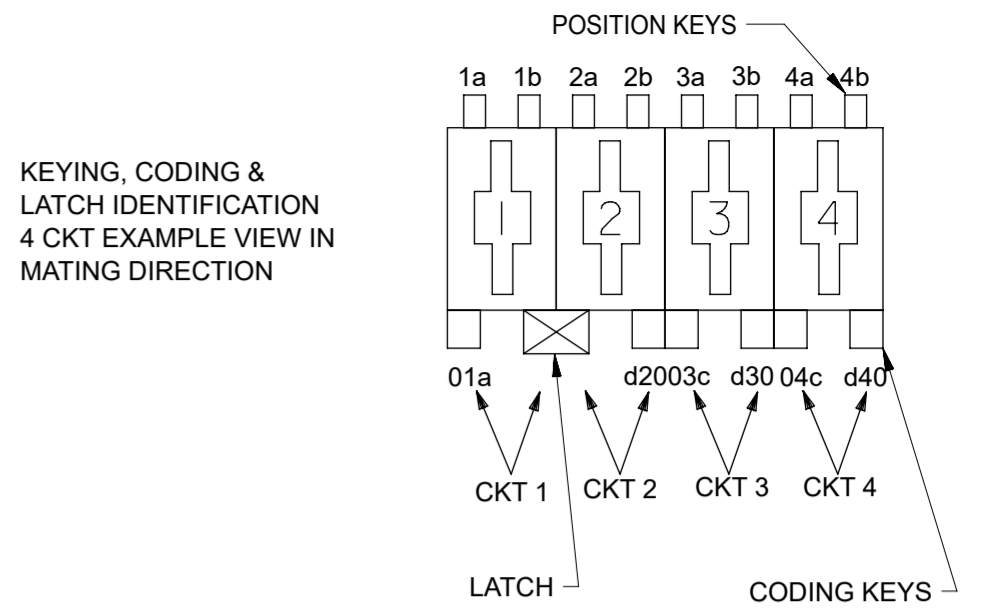 POSITION KEYS
1a 1b 2a 2b 3a 3b 4a 4b
KEYING, CODING &
LATCH IDENTIFICATION
4 CKT EXAMPLE VIEW IN
MATING DIRECTION
1 2 3 4
01a d2003c d30 04c d40
CKT 1 CKT 2 CKT 3 CKT 4
LATCH
CODING KEYS